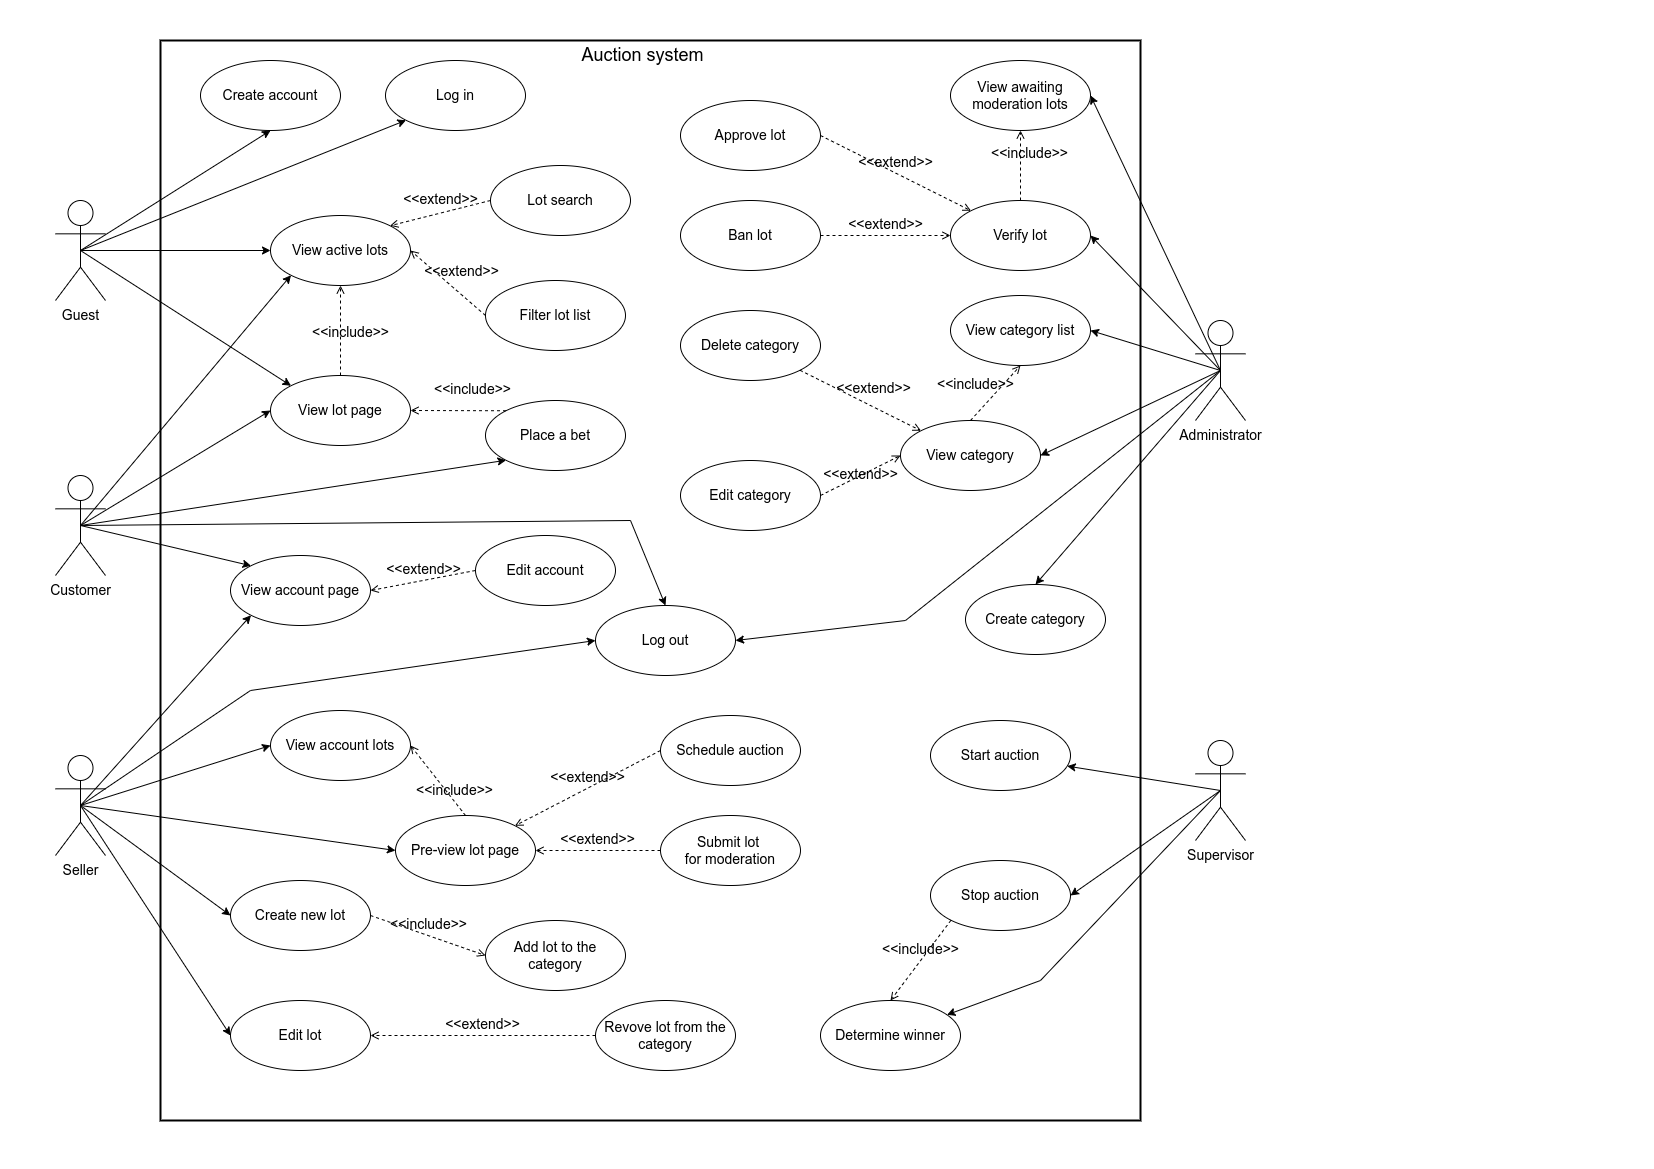 Auction system
Create account
Log in
View awaiting
moderation lots
Approve lot
<<extend>>
<<include>>
Lot search
<<extend>>
View active lots
Ban lot
<<extend>>
Verify lot
<<extend>>
Filter lot list
Guest
<<include>>
View category list
Delete category
<<extend>>
<<include>>
<<include>>
View lot page
Place a bet
Administrator
View category
<<extend>>
Edit category
Customer
View account page
<<extend>>
Edit account
Log out
Create category
View account lots
Schedule auction
<<extend>>
<<include>>
Start auction
Pre-view lot page
<<extend>>
Submit lot
for moderation
Supervisor
Seller
Stop auction
Create new lot
<<include>>
Add lot to the
category
<<include>>
Edit lot
<<extend>>
Revove lot from the
category
Determine winner